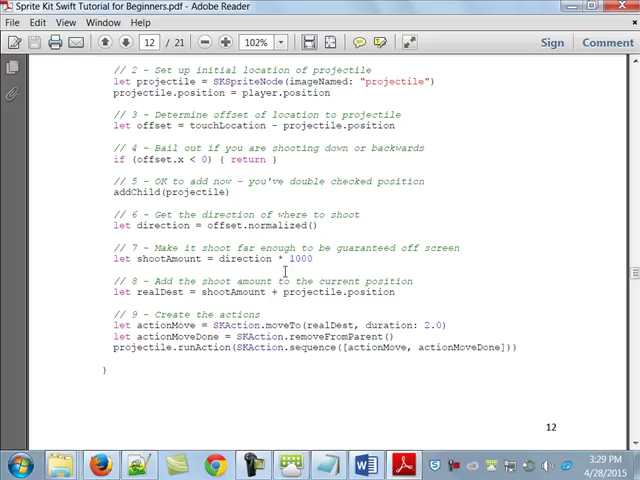 Sprite Kit Swift Tutorial for Beginners.pdf - Adobe Reader
File Edit View Window Help
12 / 21 102% Sign Comment
// 2 - Set up initial location of projectile
let projectile = SKSpriteNode(imageNamed: "projectile")
projectile.position = player.position
// 3 - Determine offset of location to projectile
let offset = touchLocation - projectile.position
// 4 - Bail out if you are shooting down or backwards
if (offset.x < 0) { return }
// 5 - OK to add now - you've double checked position
addChild(projectile)
// 6 - Get the direction of where to shoot
let direction = offset.normalized()
// 7 - Make it shoot far enough to be guaranteed off screen
let shootAmount = direction * 1000
// 8 - Add the shoot amount to the current position
let realDest = shootAmount + projectile.position
// 9 - Create the actions
let actionMove = SKAction.moveTo(realDest, duration: 2.0)
let actionMoveDone = SKAction.removeFromParent()
projectile.runAction(SKAction.sequence([actionMove, actionMoveDone]))
}
12
3:29 PM
4/28/2015